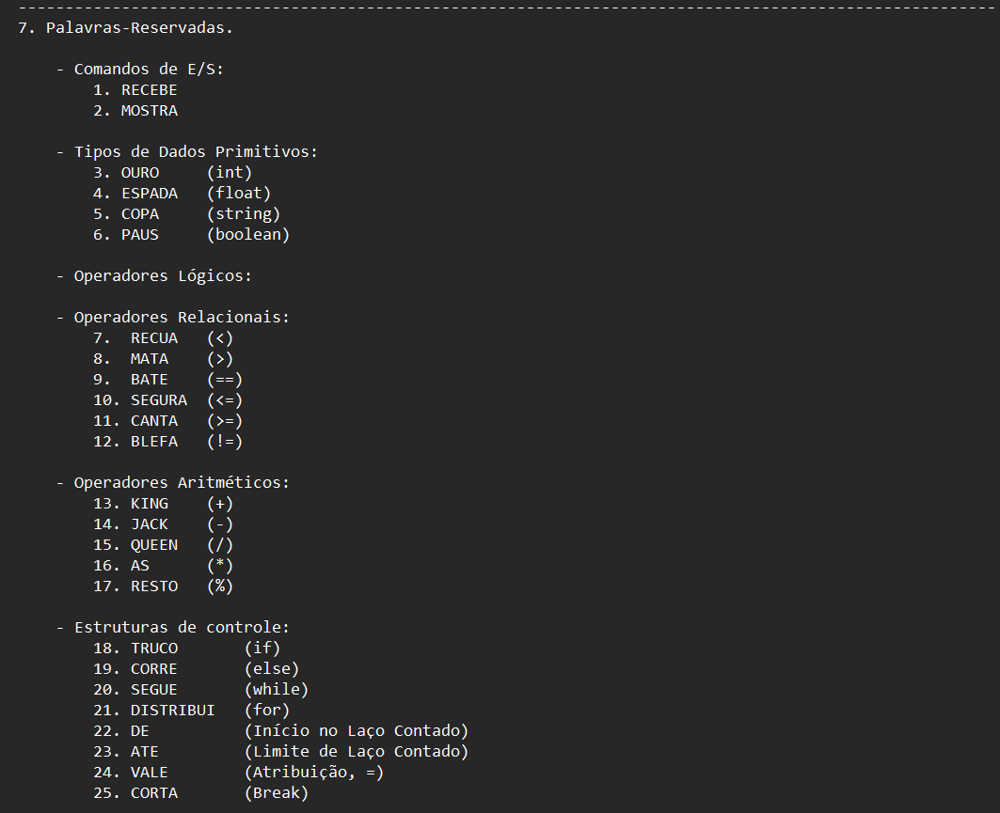 --------------------------------------------------------------------------------------------------------
7. Palavras-Reservadas.
- Comandos de E/S:
1. RECEBE
2. MOSTRA
- Tipos de Dados Primitivos:
3. OURO (int)
4. ESPADA (float)
5. COPA (string)
6. PAUS (boolean)
- Operadores Lógicos:
- Operadores Relacionais:
7. RECUA (<)
8. MATA (>)
9. BATE (==)
10. SEGURA (<=)
11. CANTA (>=)
12. BLEFA (!=)
- Operadores Aritméticos:
13. KING (+)
14. JACK (-)
15. QUEEN (/)
16. AS (*)
17. RESTO (%)
- Estruturas de controle:
18. TRUCO (if)
19. CORRE (else)
20. SEGUE (while)
21. DISTRIBUI (for)
22. DE (Início no Laço Contado)
23. ATE (Limite de Laço Contado)
24. VALE (Atribuição, =)
25. CORTA (Break)